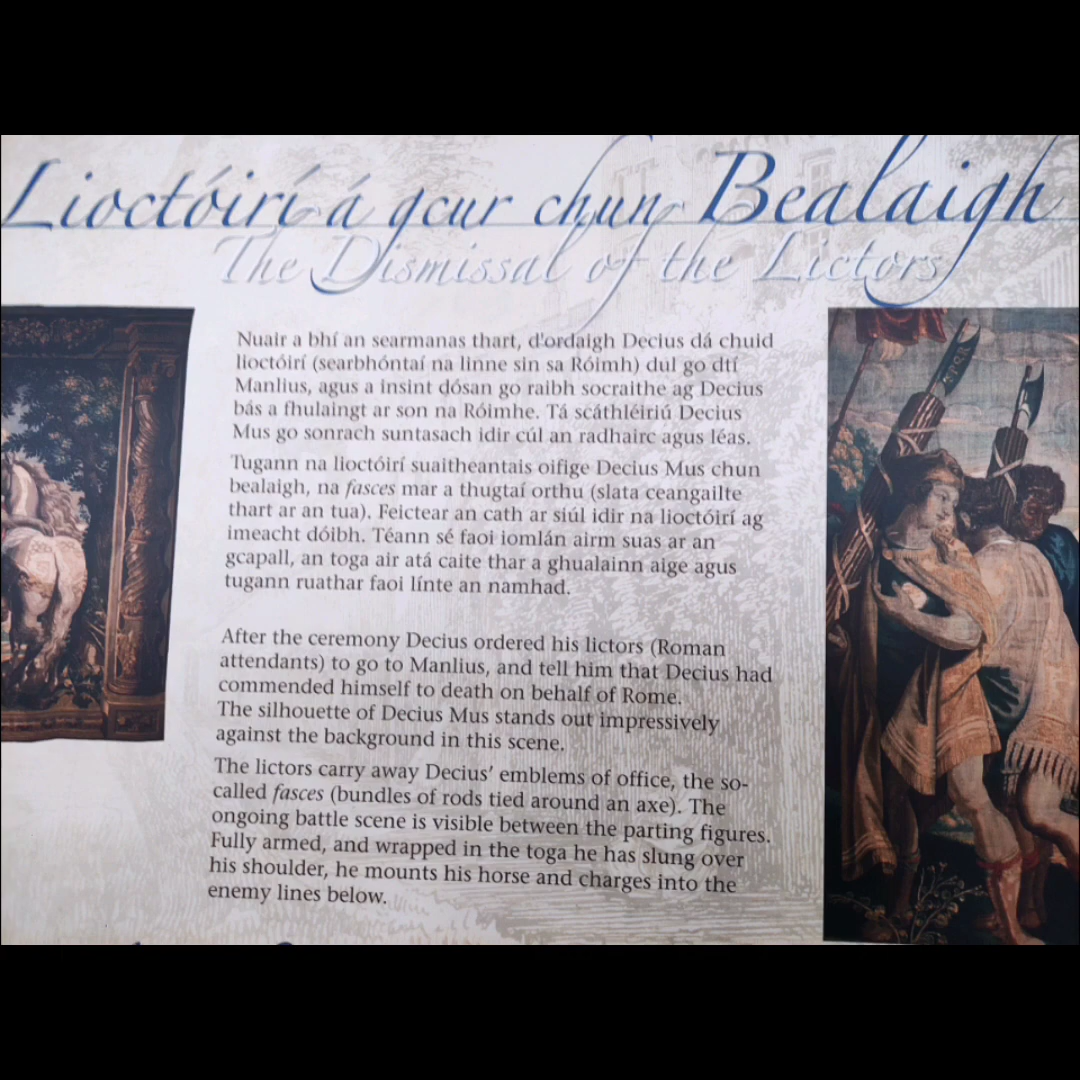 Lioctóirí á gcur chun Bealaigh
The Dismissal of the Lictors
Nuair a bhí an searmanas thart, d'ordaigh Decius dá chuid
lioctóirí (searbhóntaí na linne sin sa Róimh) dul go dtí
Manlius, agus a insint dósan go raibh socraithe ag Decius
bás a fhulaingt ar son na Róimhe. Tá scáthléiriú Decius
Mus go sonrach suntasach idir cúl an radhairc agus léas.
Tugann na lioctóirí suaitheantais oifige Decius Mus chun
bealaigh, na fasces mar a thugtaí orthu (slata ceangailte
thart ar an tua). Feictear an cath ar siúl idir na lioctóirí ag
imeacht dóibh. Téann sé faoi iomlán airm suas ar an
gcapall, an toga air atá caite thar a ghualainn aige agus
tugann ruathar faoi línte an namhad.
After the ceremony Decius ordered his lictors (Roman
attendants) to go to Manlius, and tell him that Decius had
commended himself to death on behalf of Rome.
The silhouette of Decius Mus stands out impressively
against the background in this scene.
The lictors carry away Decius' emblems of office, the so-
called fasces (bundles of rods tied around an axe). The
ongoing battle scene is visible between the parting figures.
Fully armed, and wrapped in the toga he has slung over
his shoulder, he mounts his horse and charges into the
enemy lines below.